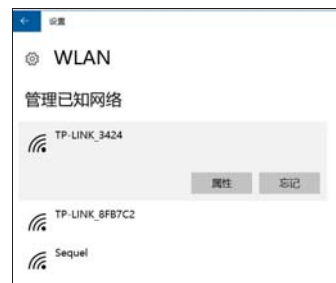 设置
WLAN
管理已知网络
TP-LINK_3424
属性 忘记
TP-LINK_8FB7C2
Sequel